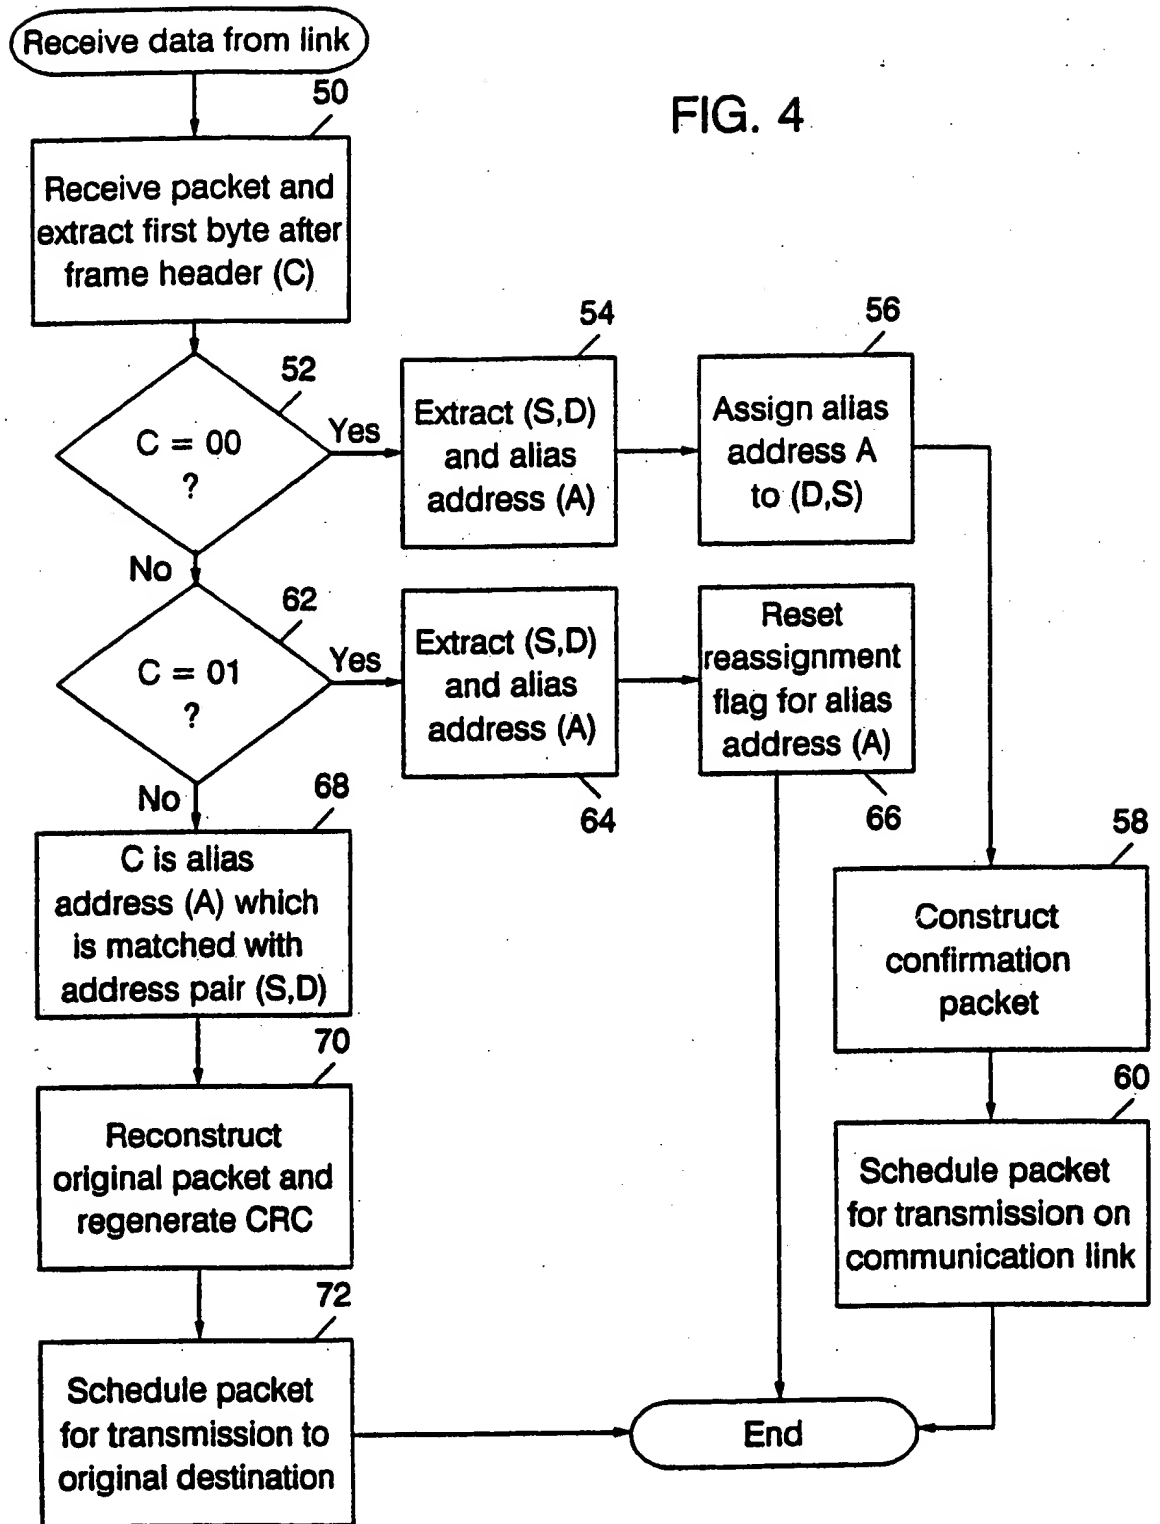 Receive data from link
50
FIG. 4
Receive packet and
extract first byte after
frame header (C)
52
C = 00
?
Yes
No
54
Extract (S,D)
and alias
address (A)
56
Assign alias
address A
to (D,S)
62
C = 01
?
Yes
No
Extract (S,D)
and alias
address (A)
64
Reset
reassignment
flag for alias
address (A)
66
68
C is alias
address (A) which
is matched with
address pair (S,D)
58
Construct
confirmation
packet
70
Reconstruct
original packet and
regenerate CRC
60
Schedule packet
for transmission on
communication link
72
Schedule packet
for transmission to
original destination
End